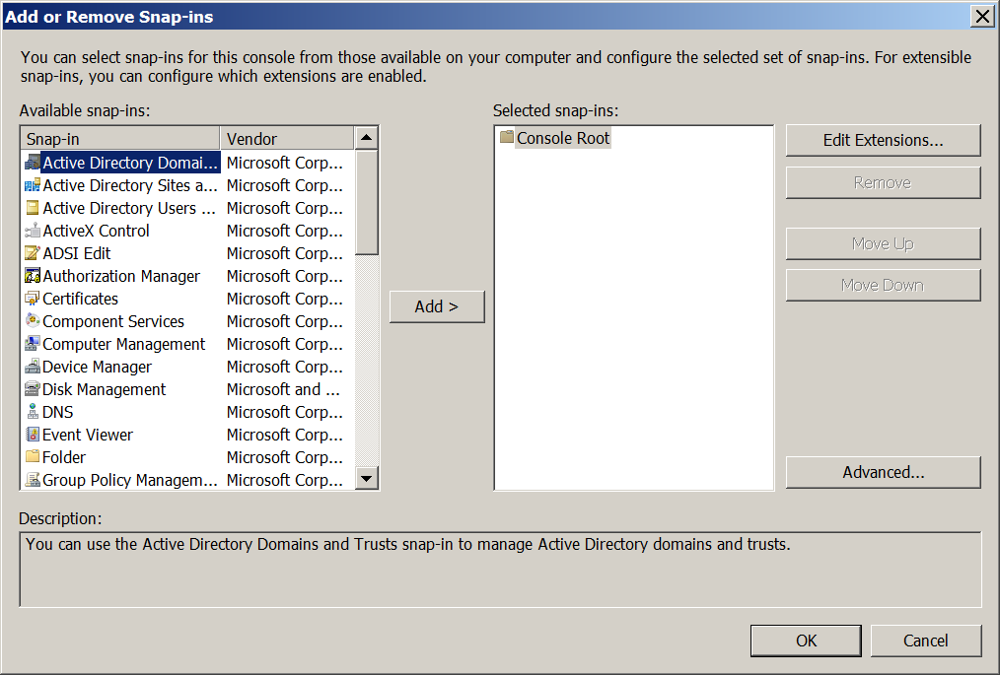 Add or Remove Snap-ins
You can select snap-ins for this console from those available on your computer and configure the selected set of snap-ins. For extensible
snap-ins, you can configure which extensions are enabled.
Available snap-ins:
Snap-in Vendor
Active Directory Domai... Microsoft Corp...
Active Directory Sites a... Microsoft Corp...
Active Directory Users ... Microsoft Corp...
ActiveX Control Microsoft Corp...
ADSI Edit Microsoft Corp...
Authorization Manager Microsoft Corp...
Certificates Microsoft Corp...
Component Services Microsoft Corp...
Computer Management Microsoft Corp...
Device Manager Microsoft Corp...
Disk Management Microsoft and ...
DNS Microsoft Corp...
Event Viewer Microsoft Corp...
Folder Microsoft Corp...
Group Policy Managem... Microsoft Corp...
Add >
Selected snap-ins:
Console Root
Edit Extensions...
Remove
Move Up
Move Down
Advanced...
Description:
You can use the Active Directory Domains and Trusts snap-in to manage Active Directory domains and trusts.
OK
Cancel